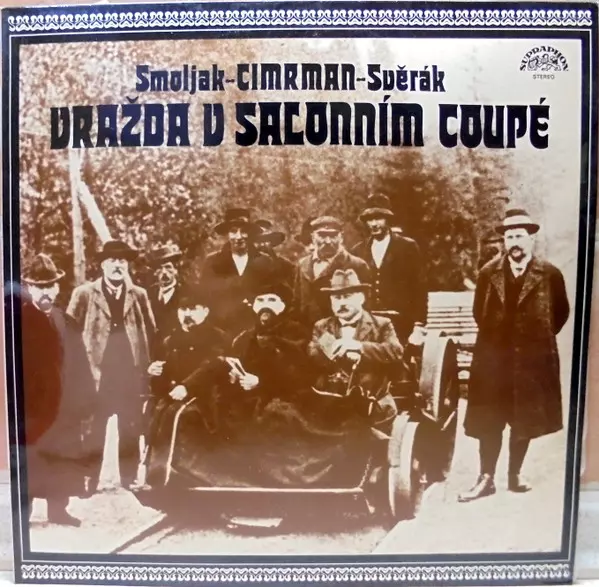 SUPRAPHON
STEREO
Smoljak-CIMRMAN-Svěrák
VRAŽDA V SALONNÍM COUPÉ